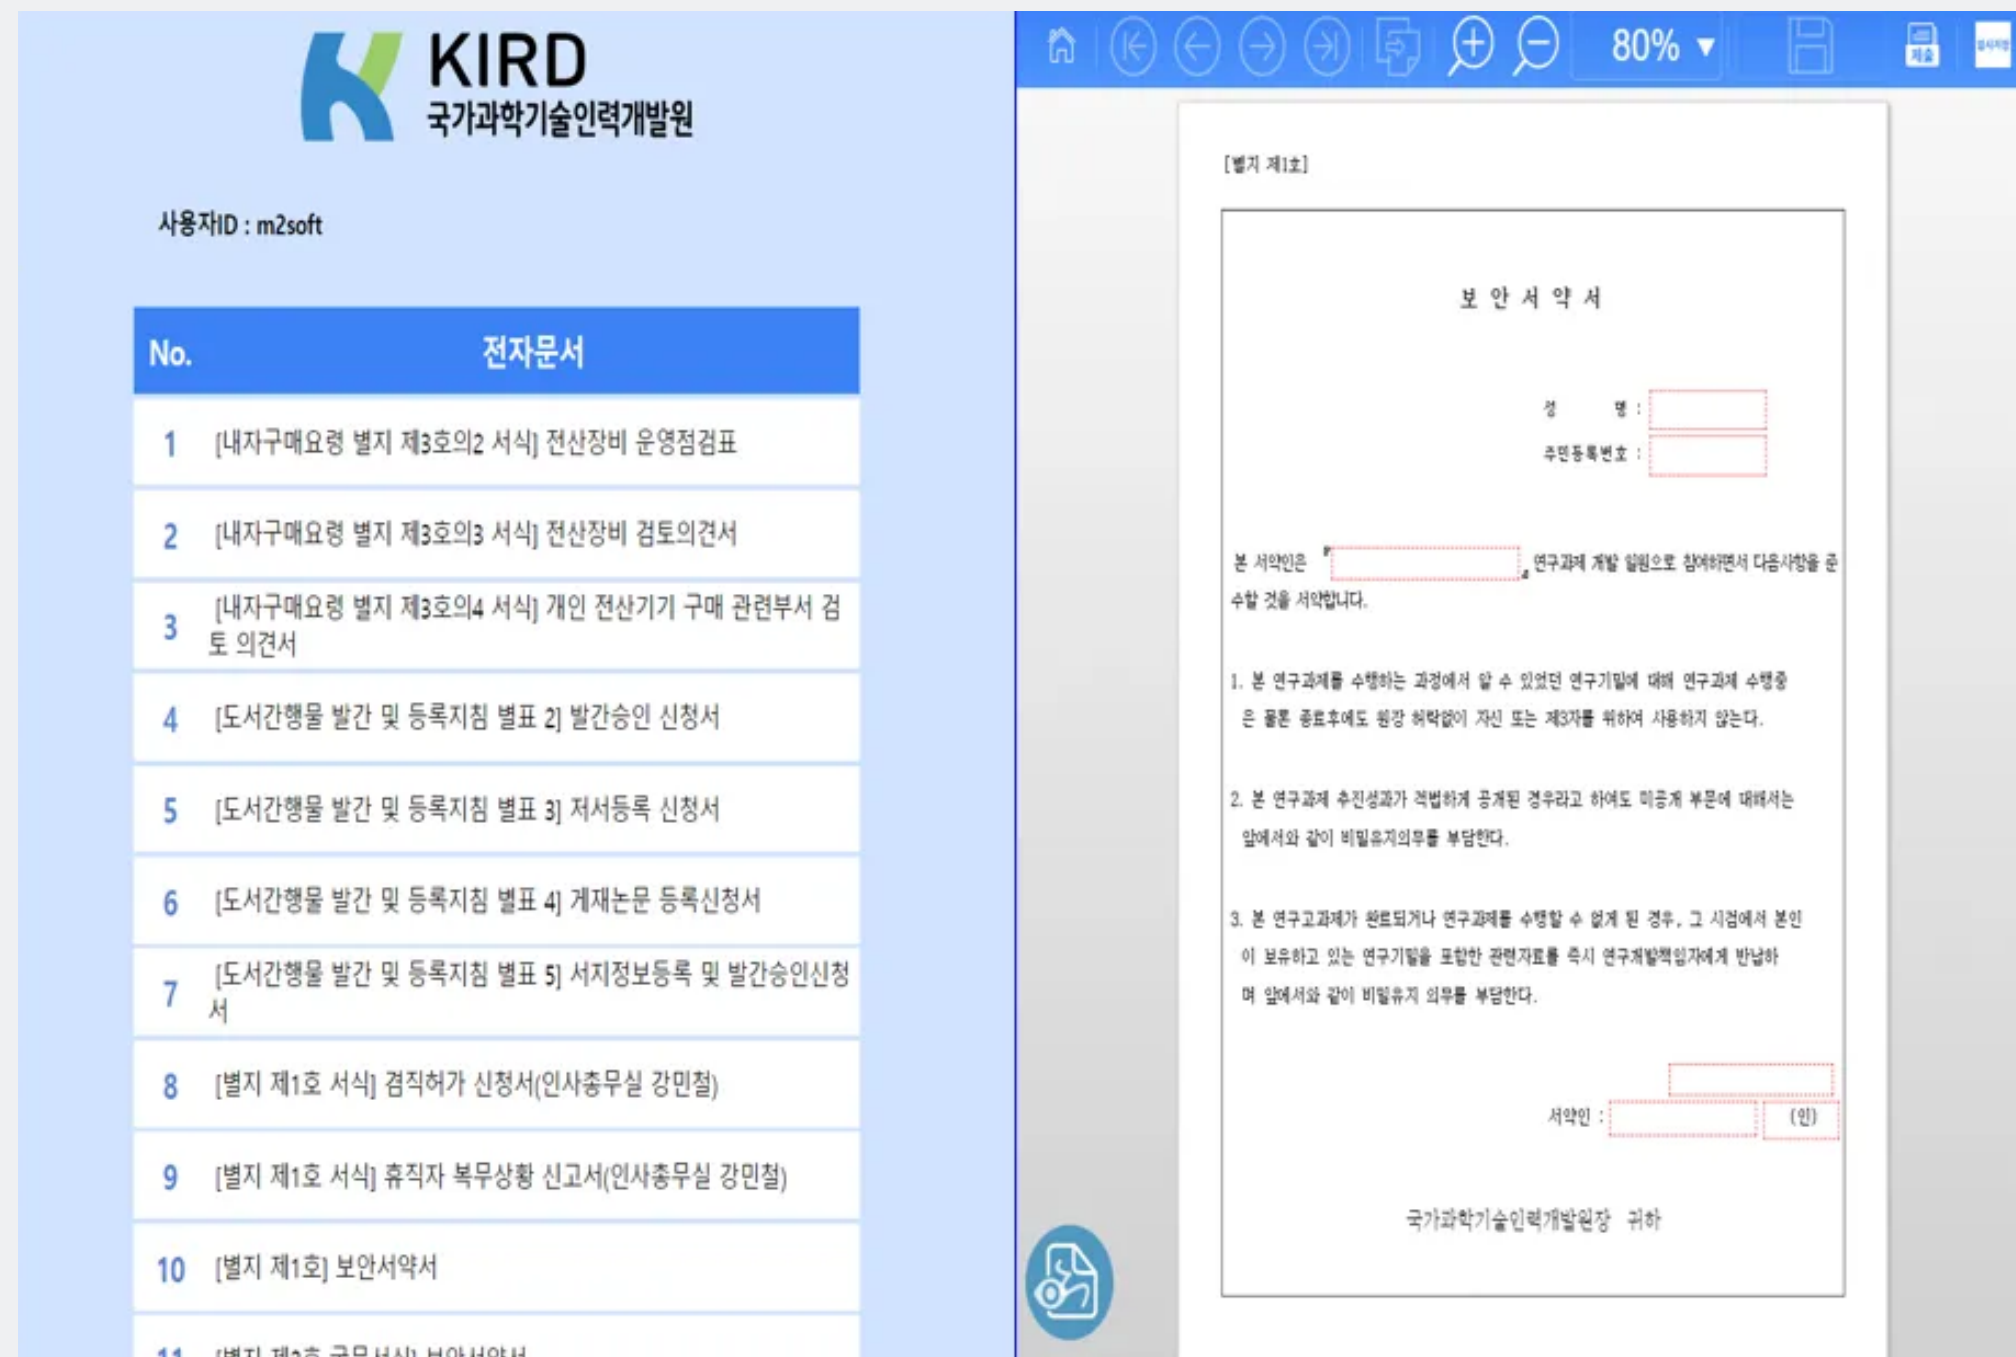 KIRD
국가과학기술인력개발원
사용자ID : m2soft
No. 전자문서
1 [내자구매요령 별지 제3호의2 서식] 전산장비 운영점검표
2 [내자구매요령 별지 제3호의3 서식] 전산장비 검토의견서
3 [내자구매요령 별지 제3호의4 서식] 개인 전산기기 구매 관련부서 검
토 의견서
4 [도서간행물 발간 및 등록지침 별표 2] 발간승인 신청서
5 [도서간행물 발간 및 등록지침 별표 3] 저서등록 신청서
6 [도서간행물 발간 및 등록지침 별표 4] 게재논문 등록신청서
7 [도서간행물 발간 및 등록지침 별표 5] 서지정보등록 및 발간승인신청
서
8 [별지 제1호 서식] 겸직허가 신청서(인사총무실 강민철)
9 [별지 제1호 서식] 휴직자 복무상황 신고서(인사총무실 강민철)
10 [별지 제1호] 보안서약서
80% ▼
제출
[별지 제1호]
보 안 서 약 서
성 명 :
주민등록번호 :
본 서약인은 『 』 연구과제 개발 일원으로 참여하면서 다음사항을 준
수할 것을 서약합니다.
1. 본 연구과제를 수행하는 과정에서 알 수 있었던 연구기밀에 대해 연구과제 수행중
은 물론 종료후에도 원장 허락없이 자신 또는 제3자를 위하여 사용하지 않는다.
2. 본 연구과제 추진성과가 적법하게 공개된 경우라고 하여도 미공개 부문에 대해서는
앞에서와 같이 비밀유지의무를 부담한다.
3. 본 연구고과제가 완료되거나 연구과제를 수행할 수 없게 된 경우, 그 시점에서 본인
이 보유하고 있는 연구기밀을 포함한 관련자료를 즉시 연구개발책임자에게 반납하
며 앞에서와 같이 비밀유지 의무를 부담한다.
서약인 : (인)
국가과학기술인력개발원장 귀하